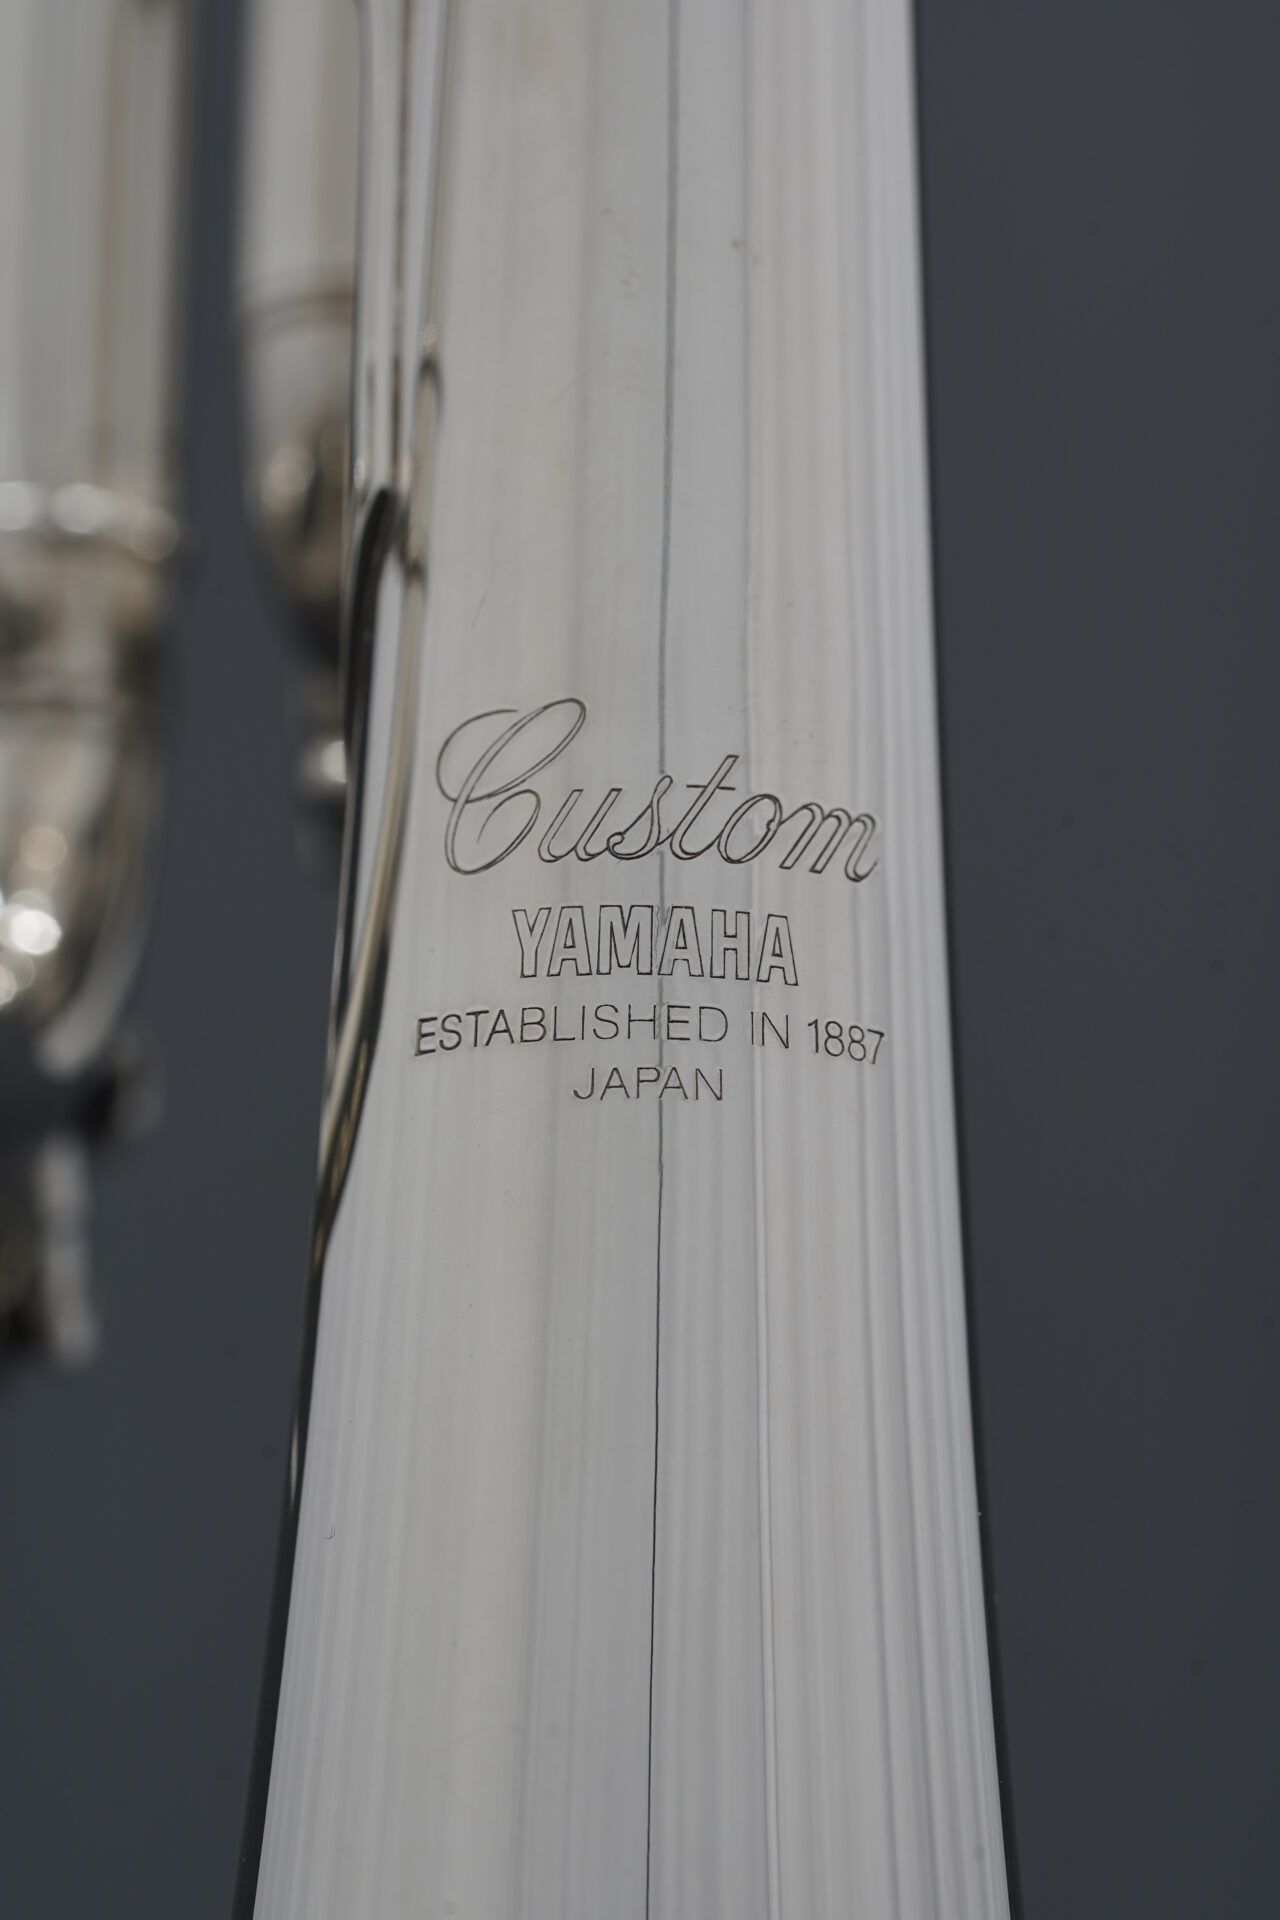 Custom
YAMAHA
ESTABLISHED IN 1887
JAPAN